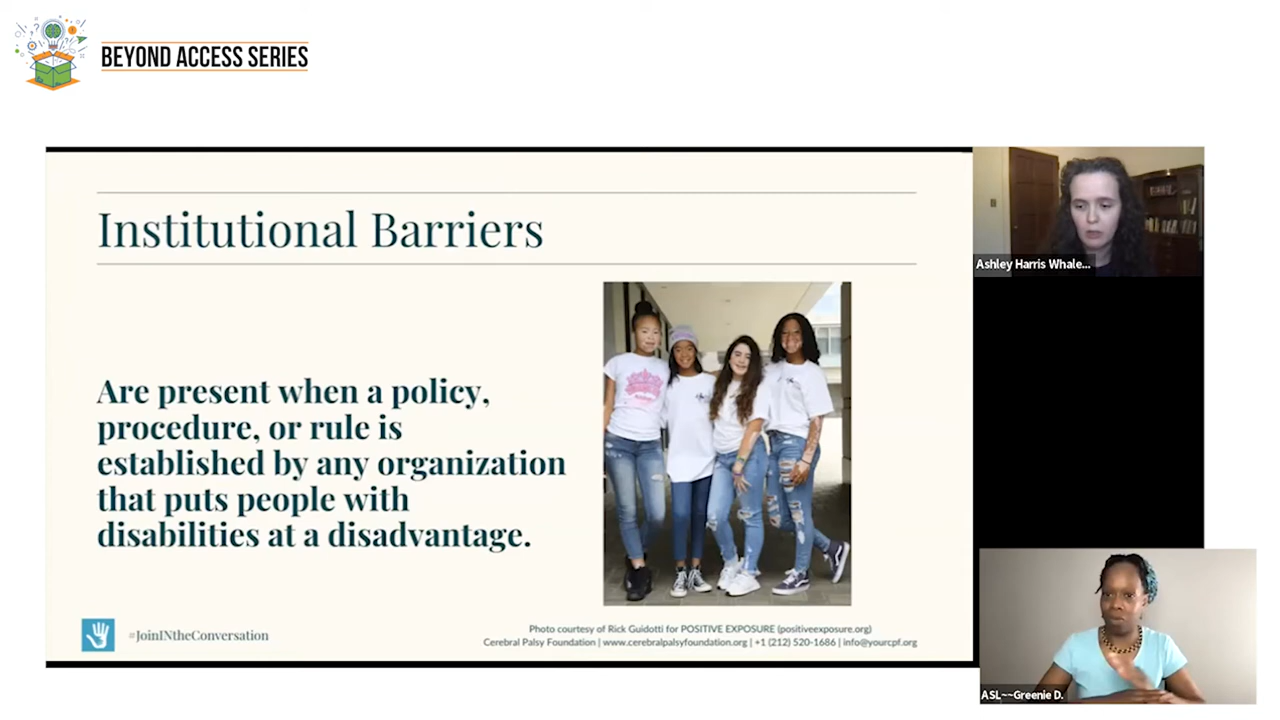 BEYOND ACCESS SERIES
Institutional Barriers
Are present when a policy,
procedure, or rule is
established by any organization
that puts people with
disabilities at a disadvantage.
#JoinINtheConversation
Photo courtesy of Rick Guidotti for POSITIVE EXPOSURE (positiveexposure.org)
Cerebral Palsy Foundation | www.cerebralpalsyfoundation.org | +1 (212) 520-1686 | info@yourcpf.org
Ashley Harris Whale...
ASL~~Greenie D.